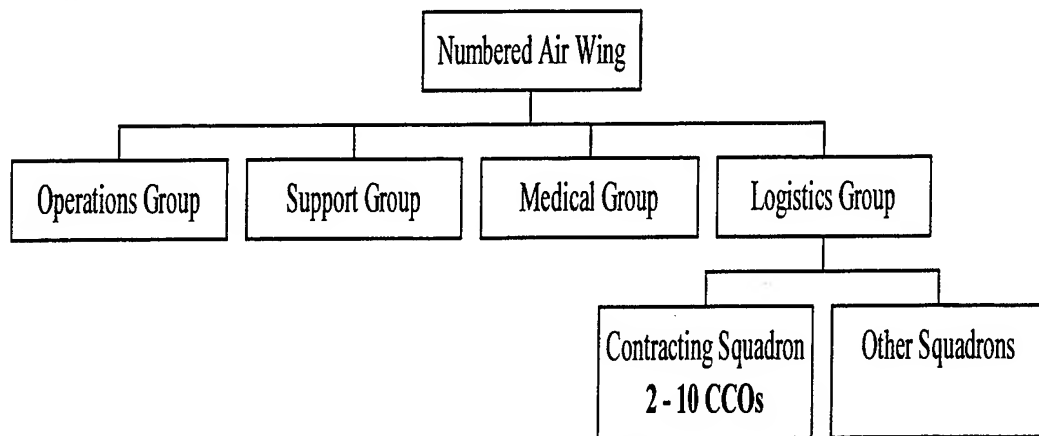 Numbered Air Wing
Operations Group
Support Group
Medical Group
Logistics Group
Contracting Squadron
2 - 10 CCOs
Other Squadrons